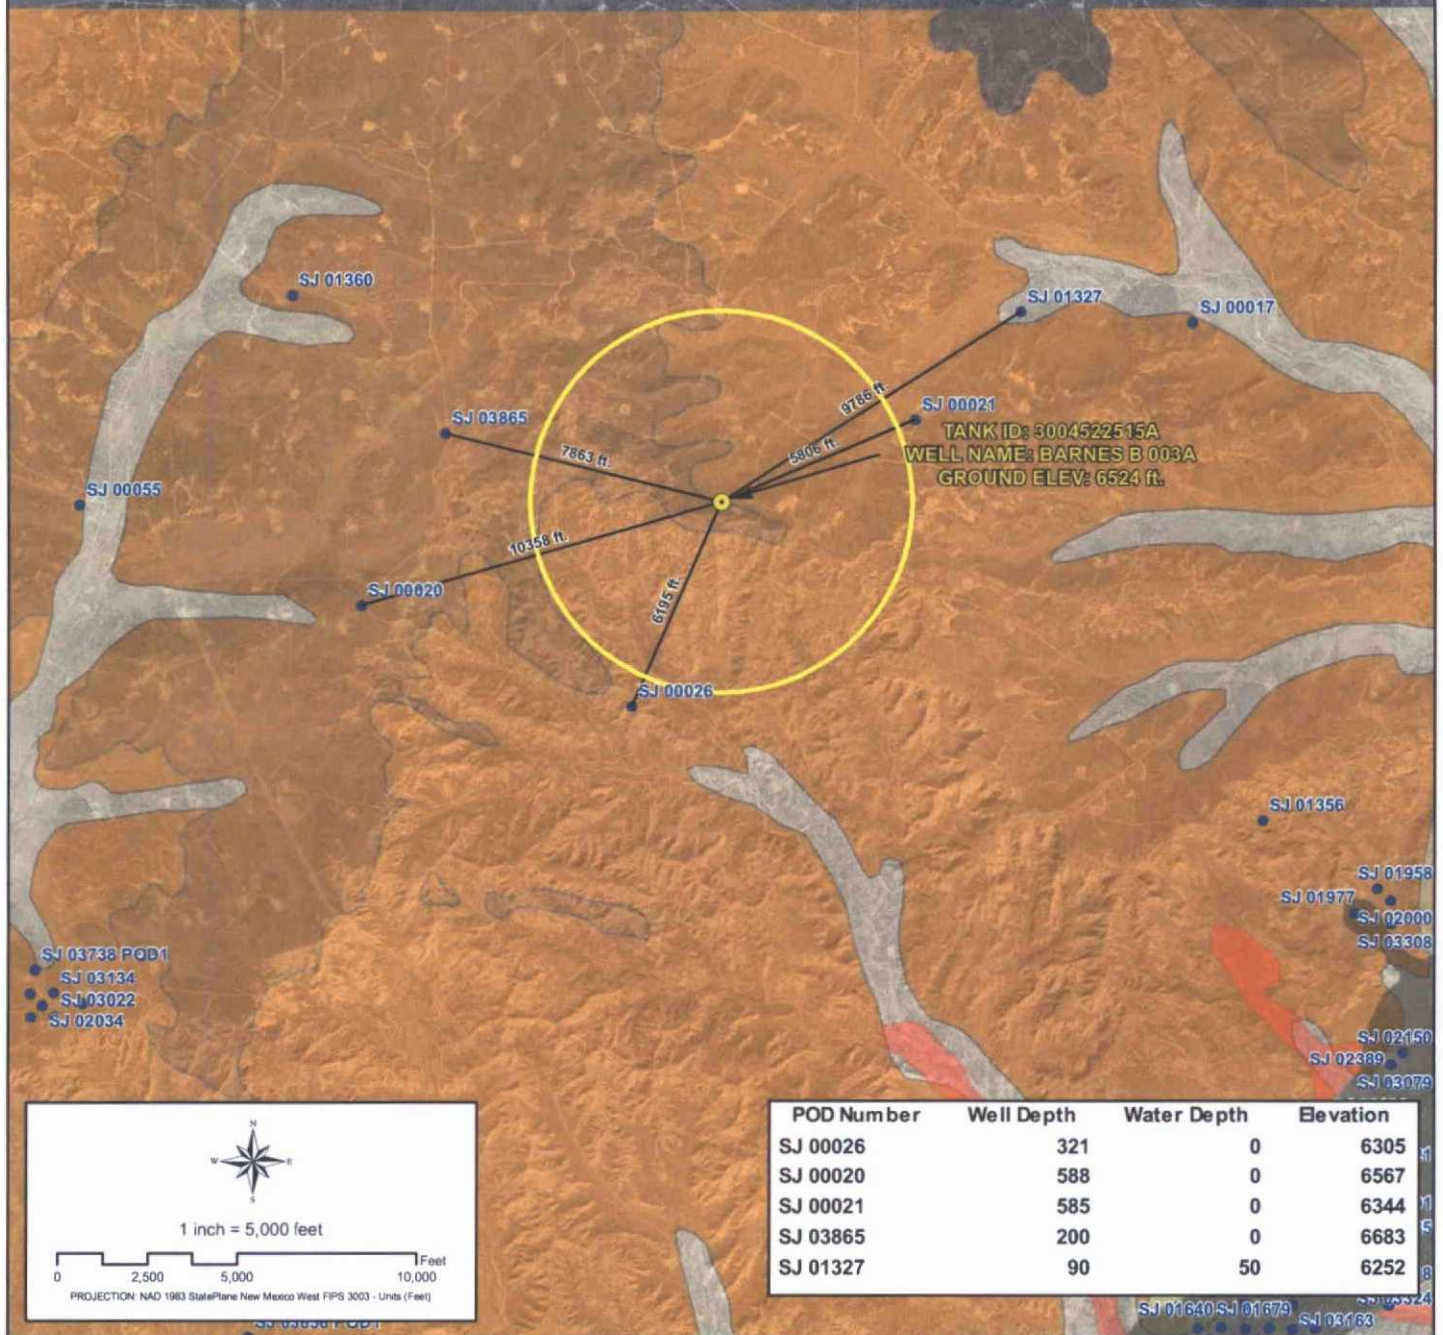 SJ 01360
SJ 01327
SJ 00017
9786 ft.
SJ 03865
SJ 00021
TANK ID: 3004522515A
WELL NAME: BARNES B 003A
GROUND ELEV: 6524 ft.
7863 ft.
5806 ft.
SJ 00055
10358 ft.
SJ 00020
6195 ft.
SJ 00026
SJ 01356
SJ 01958
SJ 01977
SJ 02000
SJ 03308
SJ 03738 POD1
SJ 03134
SJ 03022
SJ 02034
SJ 02150
SJ 02389
SJ 03079
N
W E
S
1 inch = 5,000 feet
Feet
0 2,500 5,000 10,000
PROJECTION: NAD 1983 StatePlane New Mexico West FIPS 3003 - Units (Feet)
POD Number Well Depth Water Depth Elevation
SJ 00026 321 0 6305
SJ 00020 588 0 6567
SJ 00021 585 0 6344
SJ 03865 200 0 6683
SJ 01327 90 50 6252
SJ 01640 SJ 01679
SJ 03163